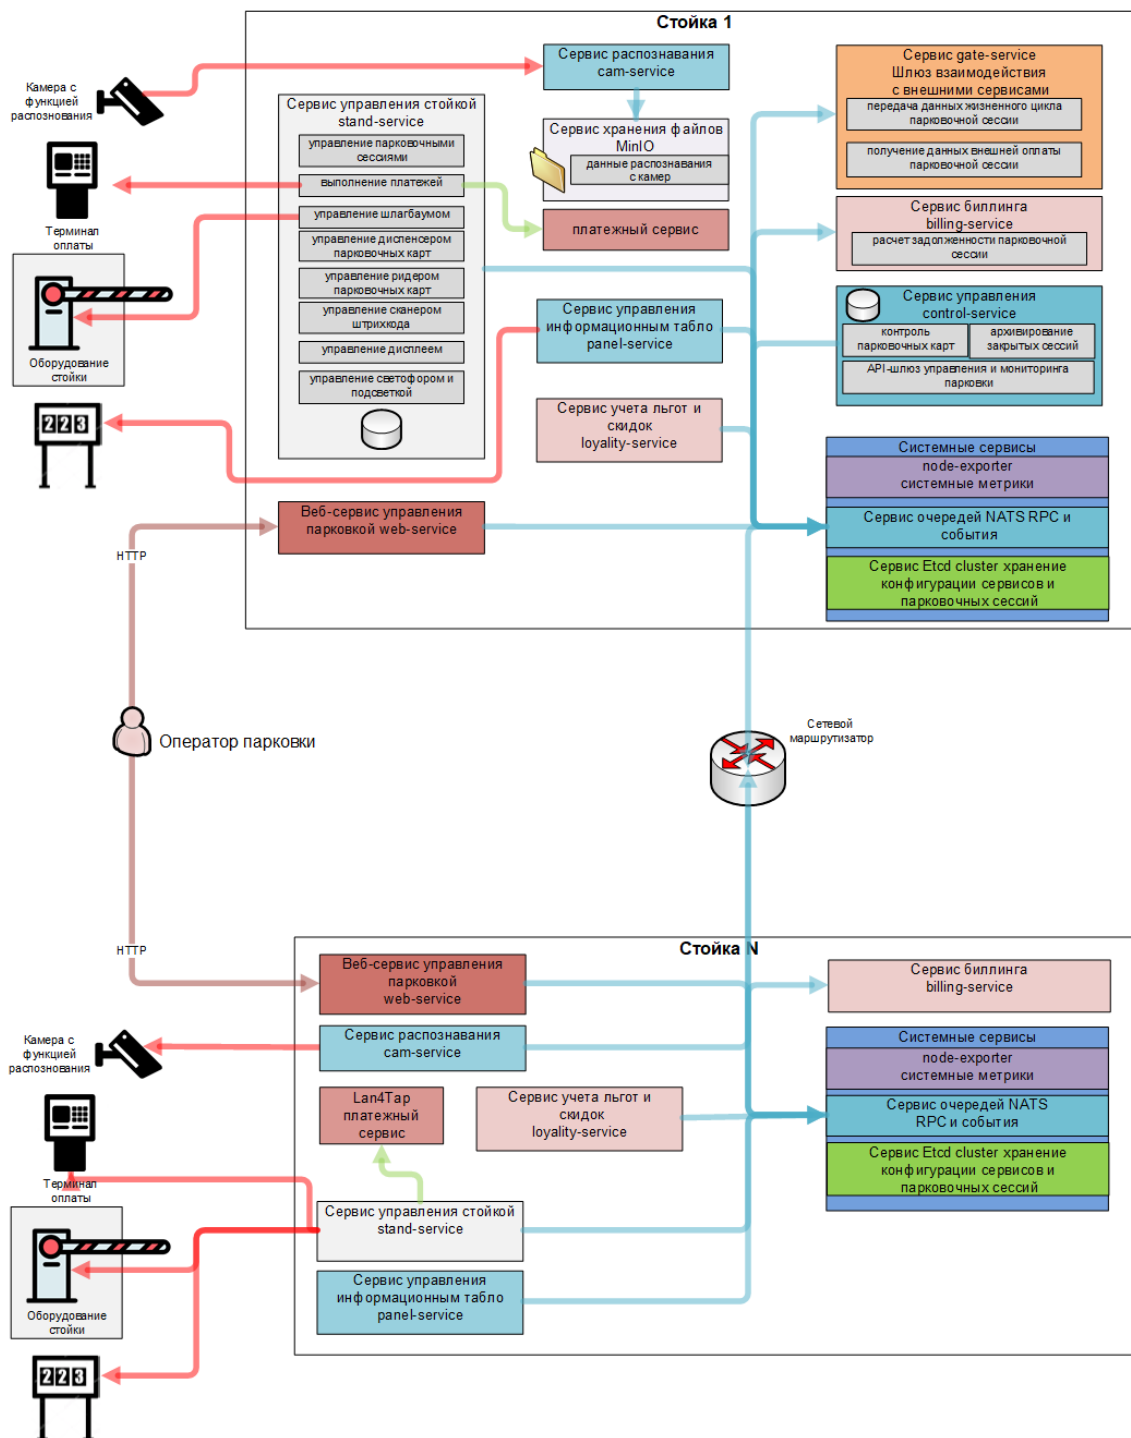 Стойка 1
Камера с
функцией
распознования
Терминал
оплаты
Оборудование
стойки
223
Сервис управления стойкой
stand-service
управление парковочными
сессиями
выполнение платежей
управление шлагбаумом
управление диспенсером
парковочных карт
управление ридером
парковочных карт
управление сканером
штрихкода
управление дисплеем
управление светофором и
подсветкой
Сервис распознавания
cam-service
Сервис хранения файлов
MinIO
данные распознавания
с камер
платежный сервис
Сервис управления
информационным табло
panel-service
Сервис учета льгот и
скидок
loyality-service
Веб-сервис управления
парковкой web-service
Сервис gate-service
Шлюз взаимодействия
с внешними сервисами
передача данных жизненного цикла
парковочной сессии
получение данных внешней оплаты
парковочной сессии
Сервис биллинга
billing-service
расчет задолженности парковочной
сессии
Сервис управления
control-service
контроль
парковочных карт
архивирование
закрытых сессий
API-шлюз управления и мониторинга
парковки
Системные сервисы
node-exporter
системные метрики
Сервис очередей NATS RPC и
события
Сервис Etcd cluster хранение
конфигурации сервисов и
парковочных сессий
HTTP
Оператор парковки
Сетевой
маршрутизатор
HTTP
Стойка N
Камера с
функцией
распознования
Терминал
оплаты
Оборудование
стойки
223
Веб-сервис управления
парковкой
web-service
Сервис распознавания
cam-service
Lan4Tap
платежный
сервис
Сервис учета льгот и
скидок
loyality-service
Сервис управления стойкой
stand-service
Сервис управления
информационным табло
panel-service
Сервис биллинга
billing-service
Системные сервисы
node-exporter
системные метрики
Сервис очередей NATS
RPC и события
Сервис Etcd cluster хранение
конфигурации сервисов и
парковочных сессий